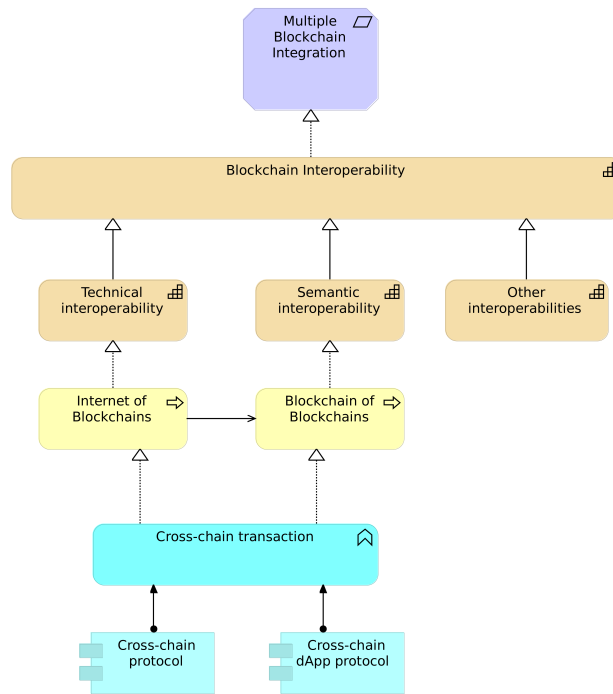 Multiple
Blockchain
Integration
Blockchain Interoperability
Technical
interoperability
Semantic
interoperability
Other
interoperabilities
Internet of
Blockchains
Blockchain of
Blockchains
Cross-chain transaction
Cross-chain
protocol
Cross-chain
dApp protocol